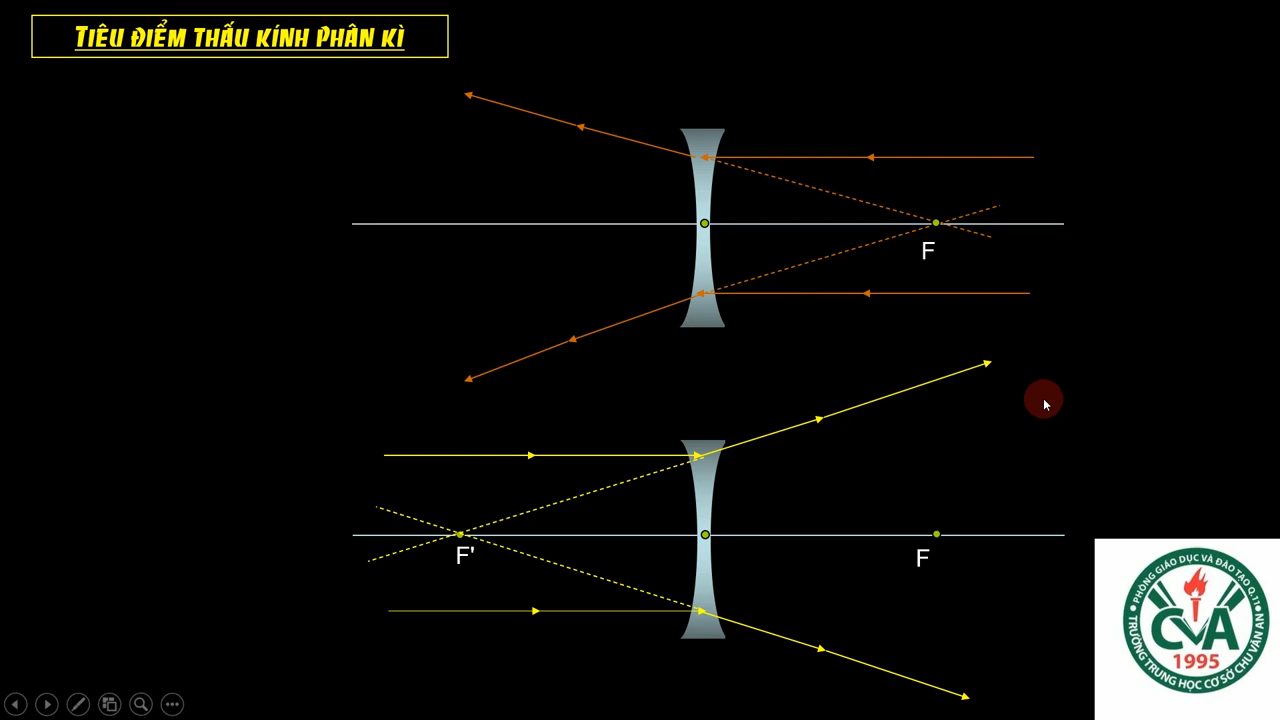 TIÊU ĐIỂM THẤU KÍNH PHÂN KÌ
F
F'
F
PHÒNG GIÁO DỤC VÀ ĐÀO TẠO Q.11
CVA
1995
TRƯỜNG TRUNG HỌC CƠ SỞ CHU VĂN AN